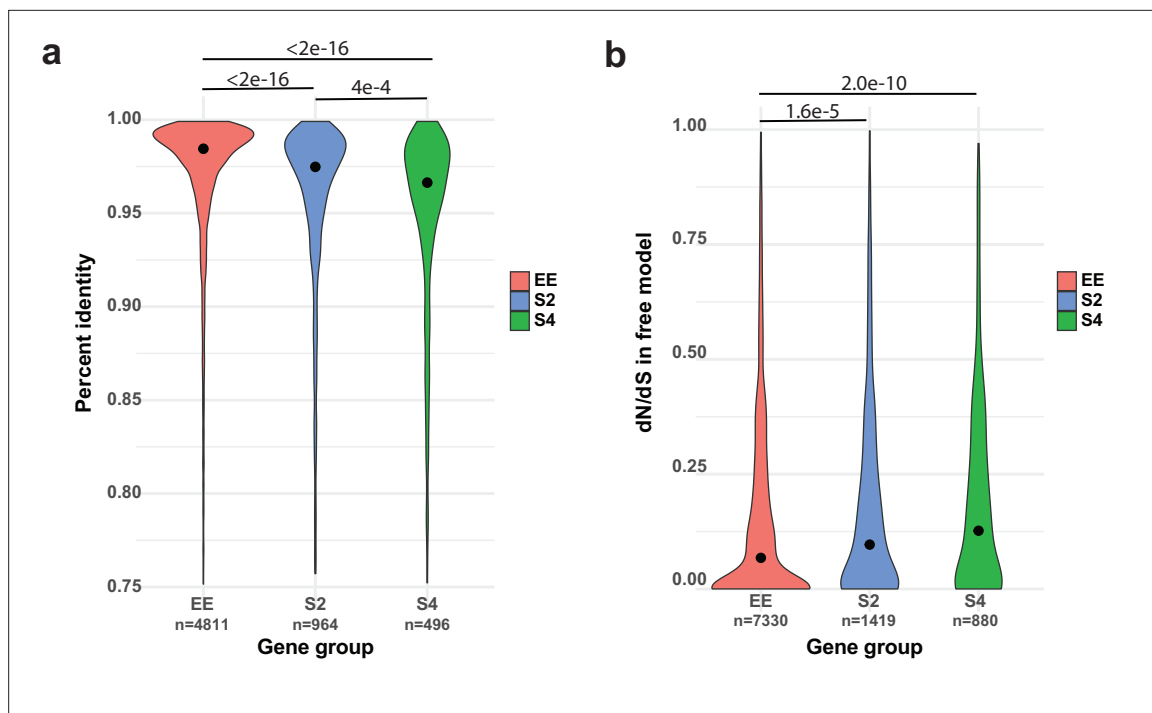 a
<2e-16
<2e-16
4e-4
1.00
0.95
0.90
0.85
0.80
0.75
Percent identity
EE
S2
S4
n=4811
n=964
n=496
Gene group
EE
S2
S4
b
2.0e-10
1.6e-5
1.00
0.75
0.50
0.25
0.00
dN/dS in free model
EE
S2
S4
n=7330
n=1419
n=880
Gene group
EE
S2
S4